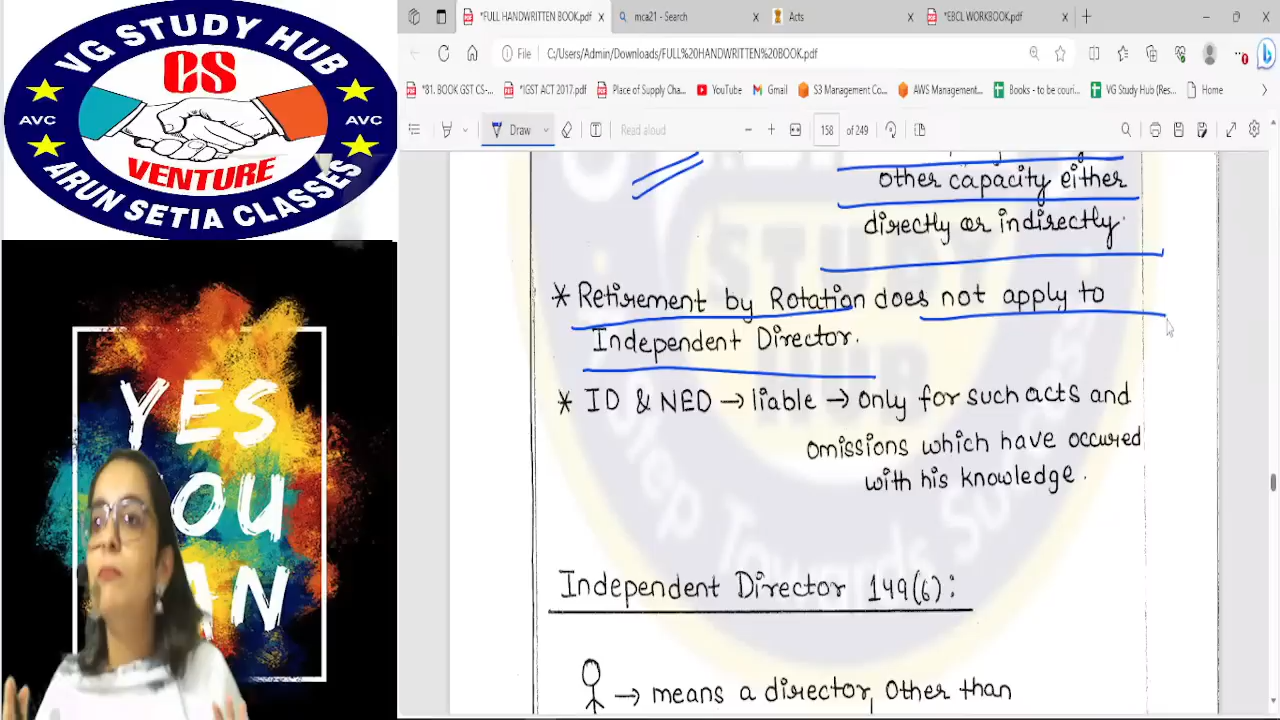 VG STUDY HUB
CS
AVC
AVC
VENTURE
ARUN SETIA CLASSES
YES
YOU
CAN
*FULL HANDWRITTEN BOOK.pdf
mca21 - Search
Acts
*EBCL WORKBOOK.pdf
File
C:/Users/Admin/Downloads/FULL%20HANDWRITTEN%20BOOK.pdf
*81. BOOK GST CS-...
*IGST ACT 2017.pdf
Place of Supply Cha...
YouTube
Gmail
S3 Management Co...
AWS Management...
Books - to be couri...
VG Study Hub (Res...
Home
Draw
Read aloud
158
of 249
other capacity either
directly or indirectly.
* Retirement by Rotation does not apply to
Independent Director.
* ID & NED → liable → only for such acts and
omissions which have occured
with his knowledge.
Independent Director 149(6):
→ means a director, Other than